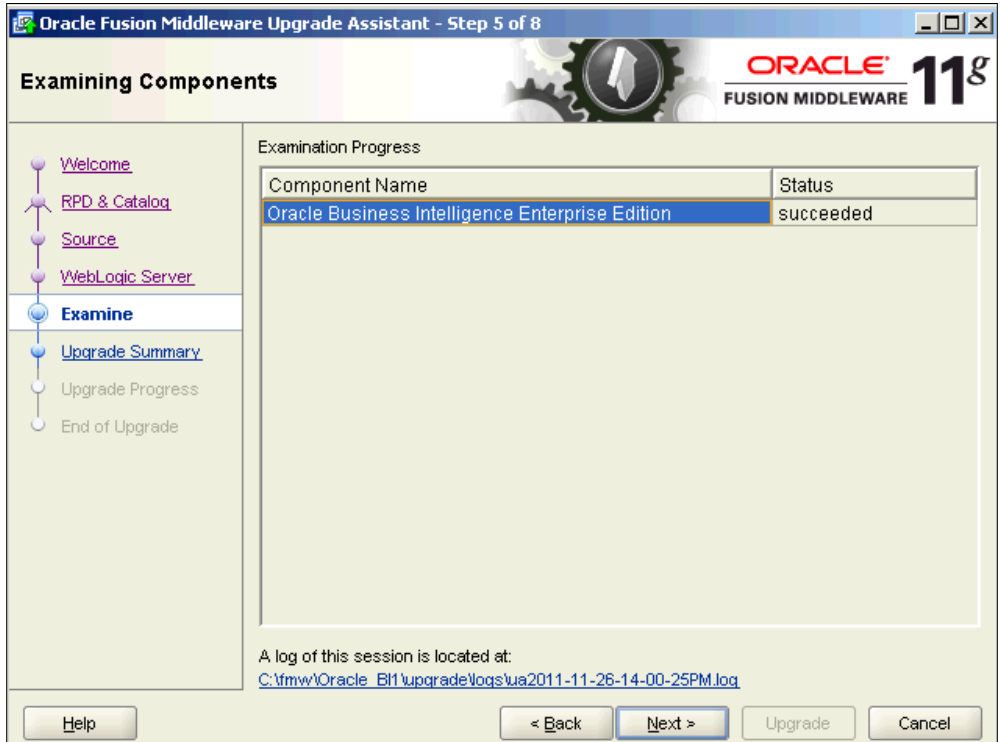 Oracle Fusion Middleware Upgrade Assistant - Step 5 of 8
Examining Components
ORACLE
FUSION MIDDLEWARE
11g
Welcome
RPD & Catalog
Source
WebLogic Server
Examine
Upgrade Summary
Upgrade Progress
End of Upgrade
Examination Progress
Component Name Status
Oracle Business Intelligence Enterprise Edition succeeded
A log of this session is located at:
C:\fmw\Oracle_BI1\upgrade\logs\ua2011-11-26-14-00-25PM.log
Help < Back Next > Upgrade Cancel